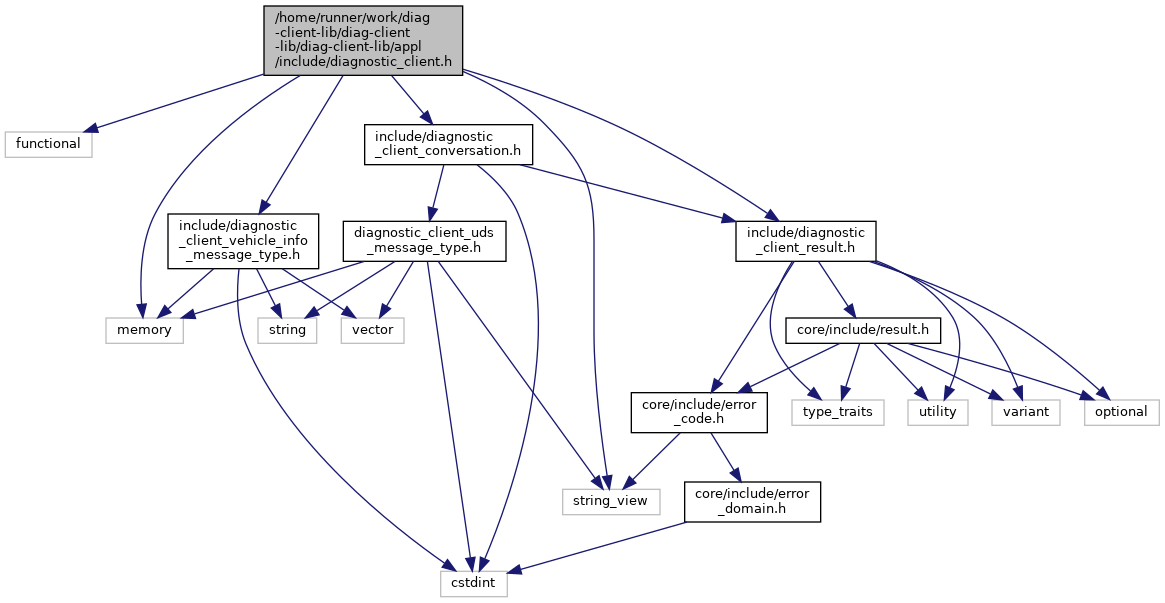 /home/runner/work/diag
-client-lib/diag-client
-lib/diag-client-lib/appl
/include/diagnostic_client.h
functional
include/diagnostic
_client_conversation.h
include/diagnostic
_client_vehicle_info
_message_type.h
diagnostic_client_uds
_message_type.h
include/diagnostic
_client_result.h
memory
string
vector
core/include/result.h
core/include/error
_code.h
type_traits
utility
variant
optional
string_view
core/include/error
_domain.h
cstdint